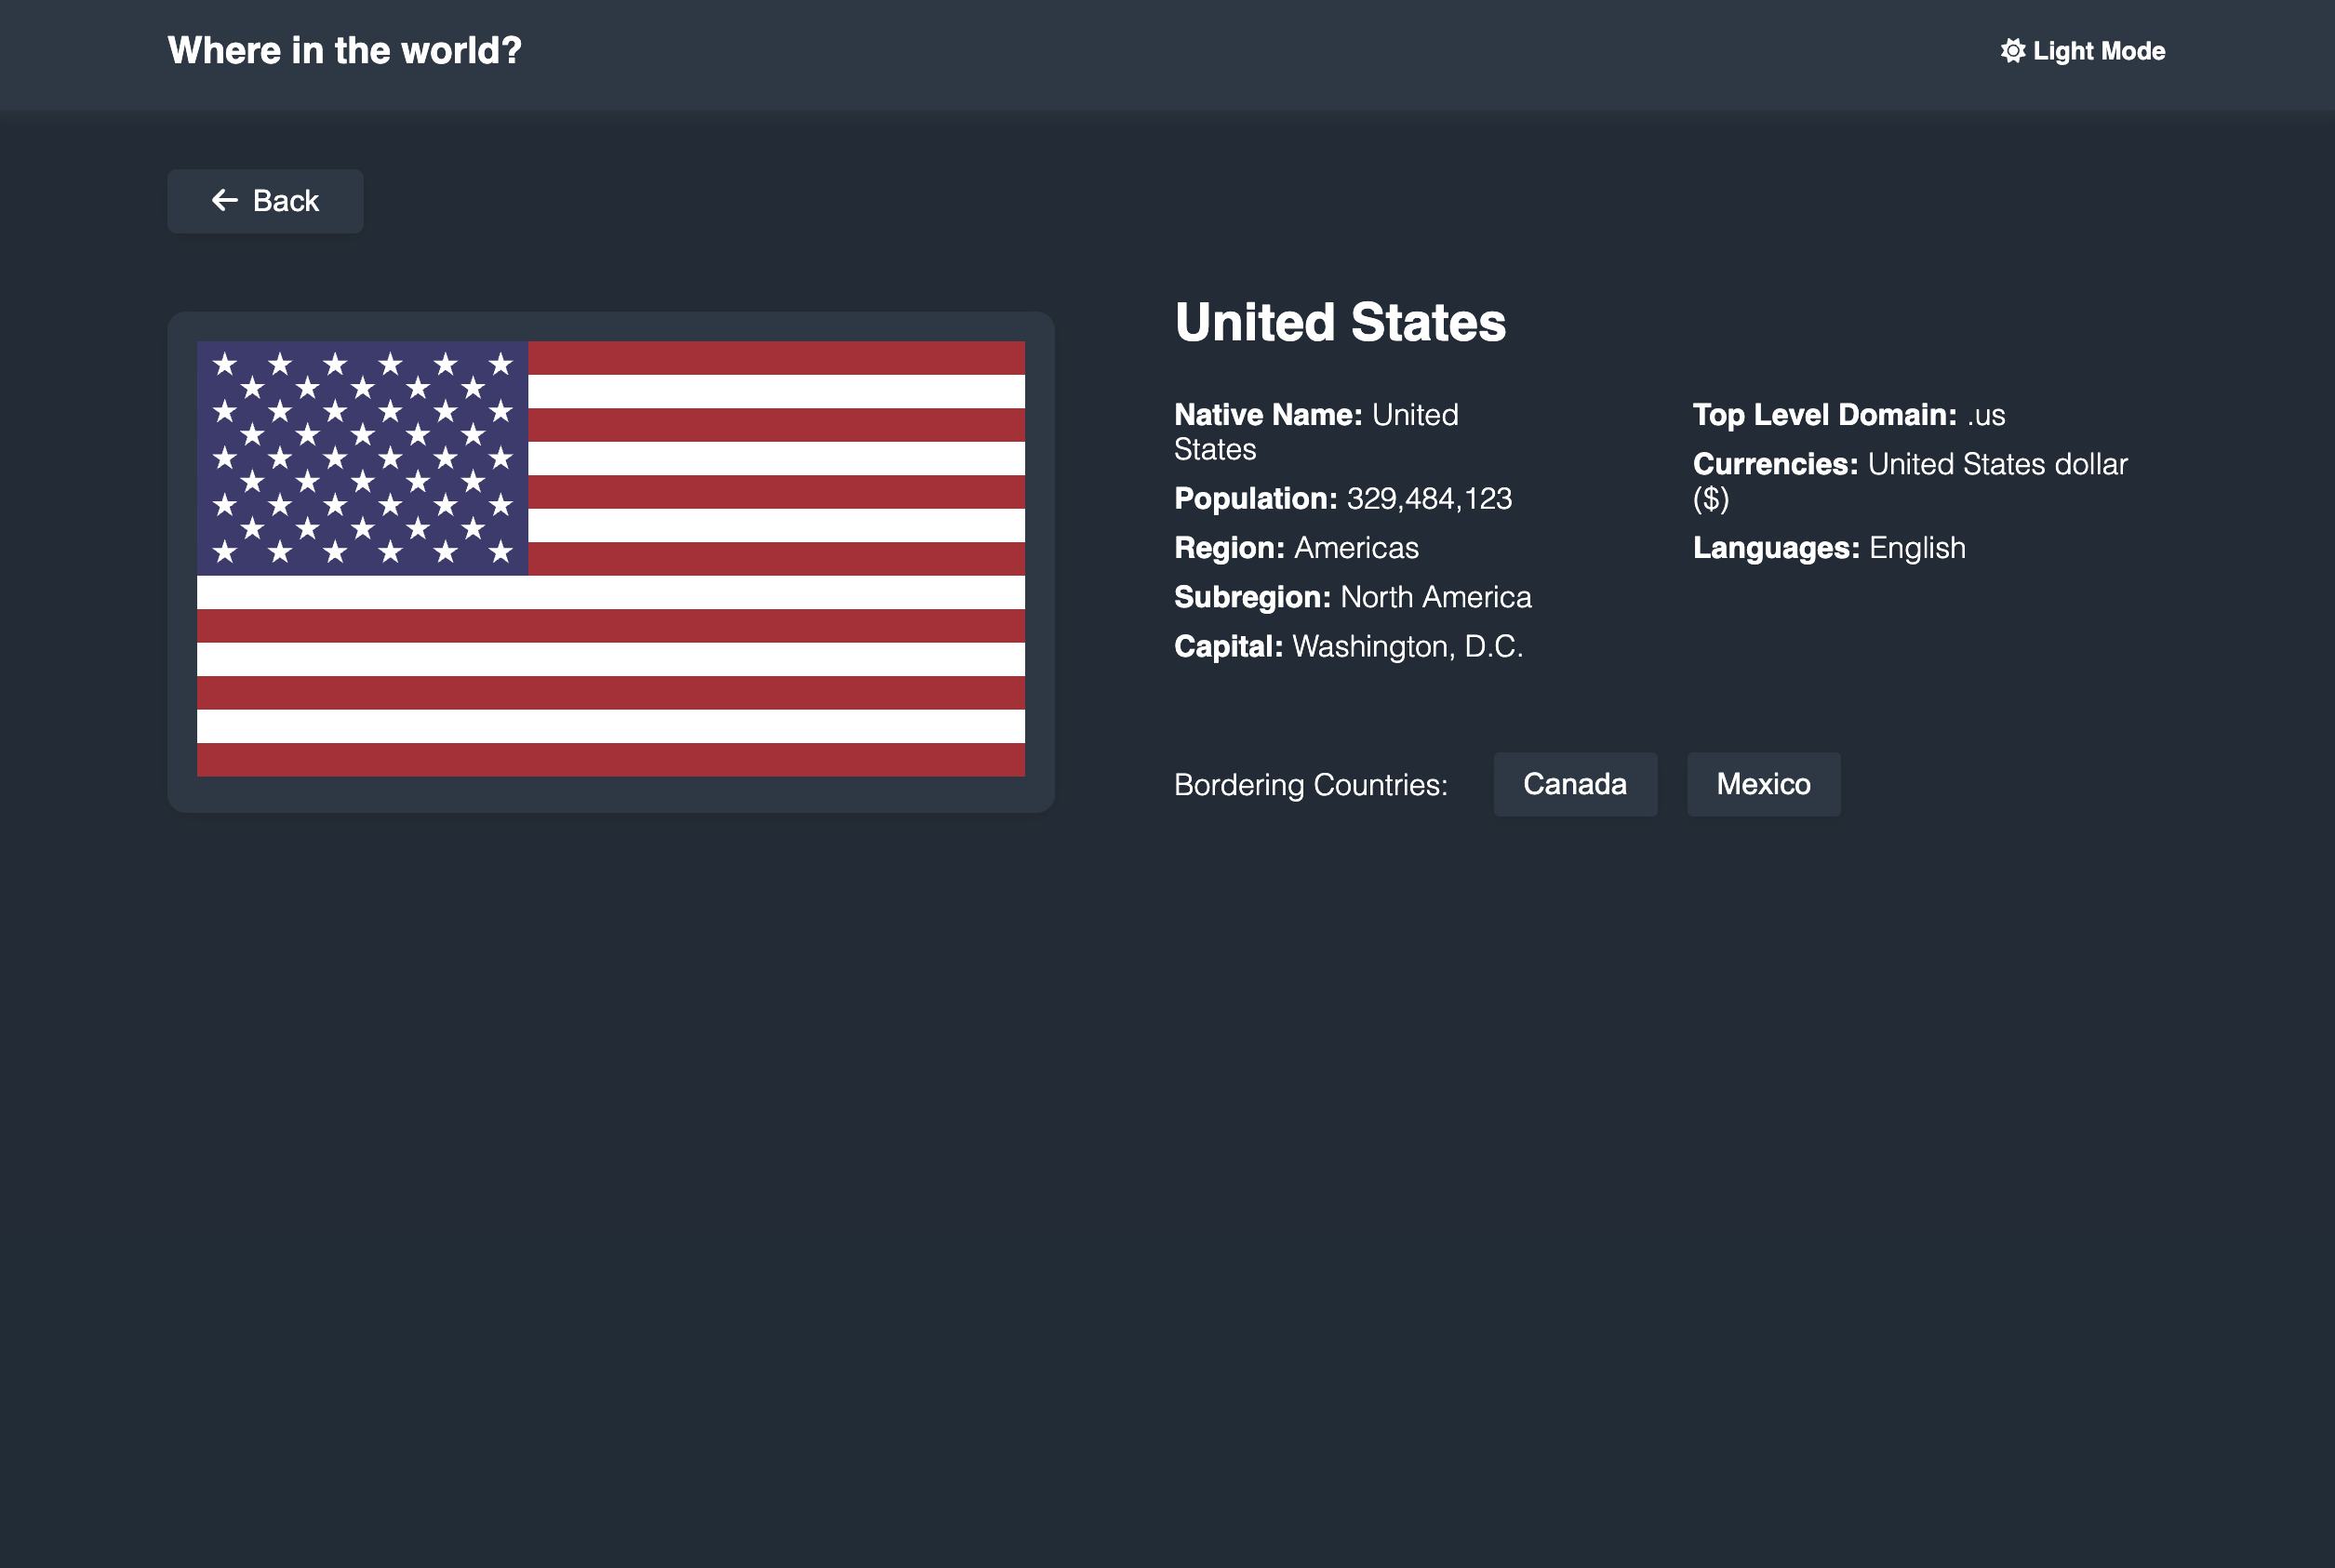 Where in the world?
Light Mode
Back
United States
Native Name: United
States
Population: 329,484,123
Region: Americas
Subregion: North America
Capital: Washington, D.C.
Top Level Domain: .us
Currencies: United States dollar
($)
Languages: English
Bordering Countries:
Canada
Mexico